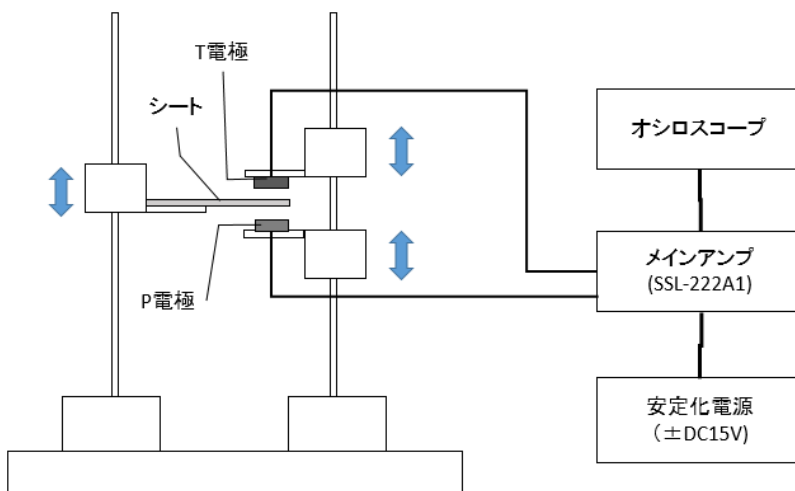 T電極
シート
P電極
オシロスコープ
メインアンプ
(SSL-222A1)
安定化電源
(±DC15V)